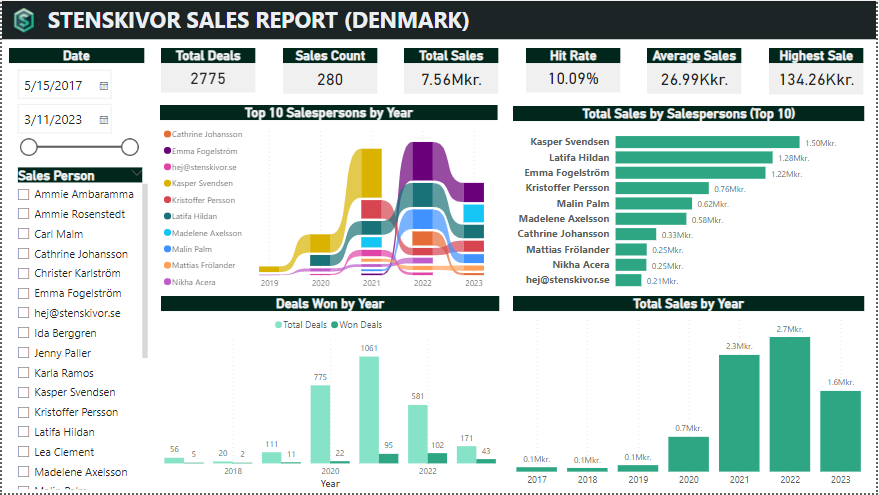 STENSKIVOR SALES REPORT (DENMARK)
Date
5/15/2017
3/11/2023
Sales Person
Ammie Ambaramma
Ammie Rosenstedt
Carl Malm
Cathrine Johansson
Christer Karlström
Emma Fogelström
hej@stenskivor.se
Ida Berggren
Jenny Palier
Karla Ramos
Kasper Svendsen
Kristoffer Persson
Latifa Hildan
Lea Clement
Madelene Axelsson
Malin Palm
Total Deals
2775
Sales Count
280
Total Sales
7.56Mkr.
Hit Rate
10.09%
Average Sales
26.99Kkr.
Highest Sale
134.26Kkr.
Top 10 Salespersons by Year
Cathrine Johansson
Emma Fogelström
hej@stenskivor.se
Kasper Svendsen
Kristoffer Persson
Latifa Hildan
Madelene Axelsson
Malin Palm
Mattias Frölander
Nikha Acera
2019 2020 2021 2022 2023
Total Sales by Salespersons (Top 10)
Kasper Svendsen 1.50Mkr.
Latifa Hildan 1.28Mkr.
Emma Fogelström 1.22Mkr.
Kristoffer Persson 0.76Mkr.
Malin Palm 0.62Mkr.
Madelene Axelsson 0.58Mkr.
Cathrine Johansson 0.33Mkr.
Mattias Frölander 0.25Mkr.
Nikha Acera 0.25Mkr.
hej@stenskivor.se 0.21Mkr.
Deals Won by Year
Total Deals Won Deals
56 5 20 2 111 11 775 22 1061 95 581 102 171 43
2018 2020 2022
Year
Total Sales by Year
0.1Mkr. 0.1Mkr. 0.1Mkr. 0.7Mkr. 2.3Mkr. 2.7Mkr. 1.6Mkr.
2017 2018 2019 2020 2021 2022 2023